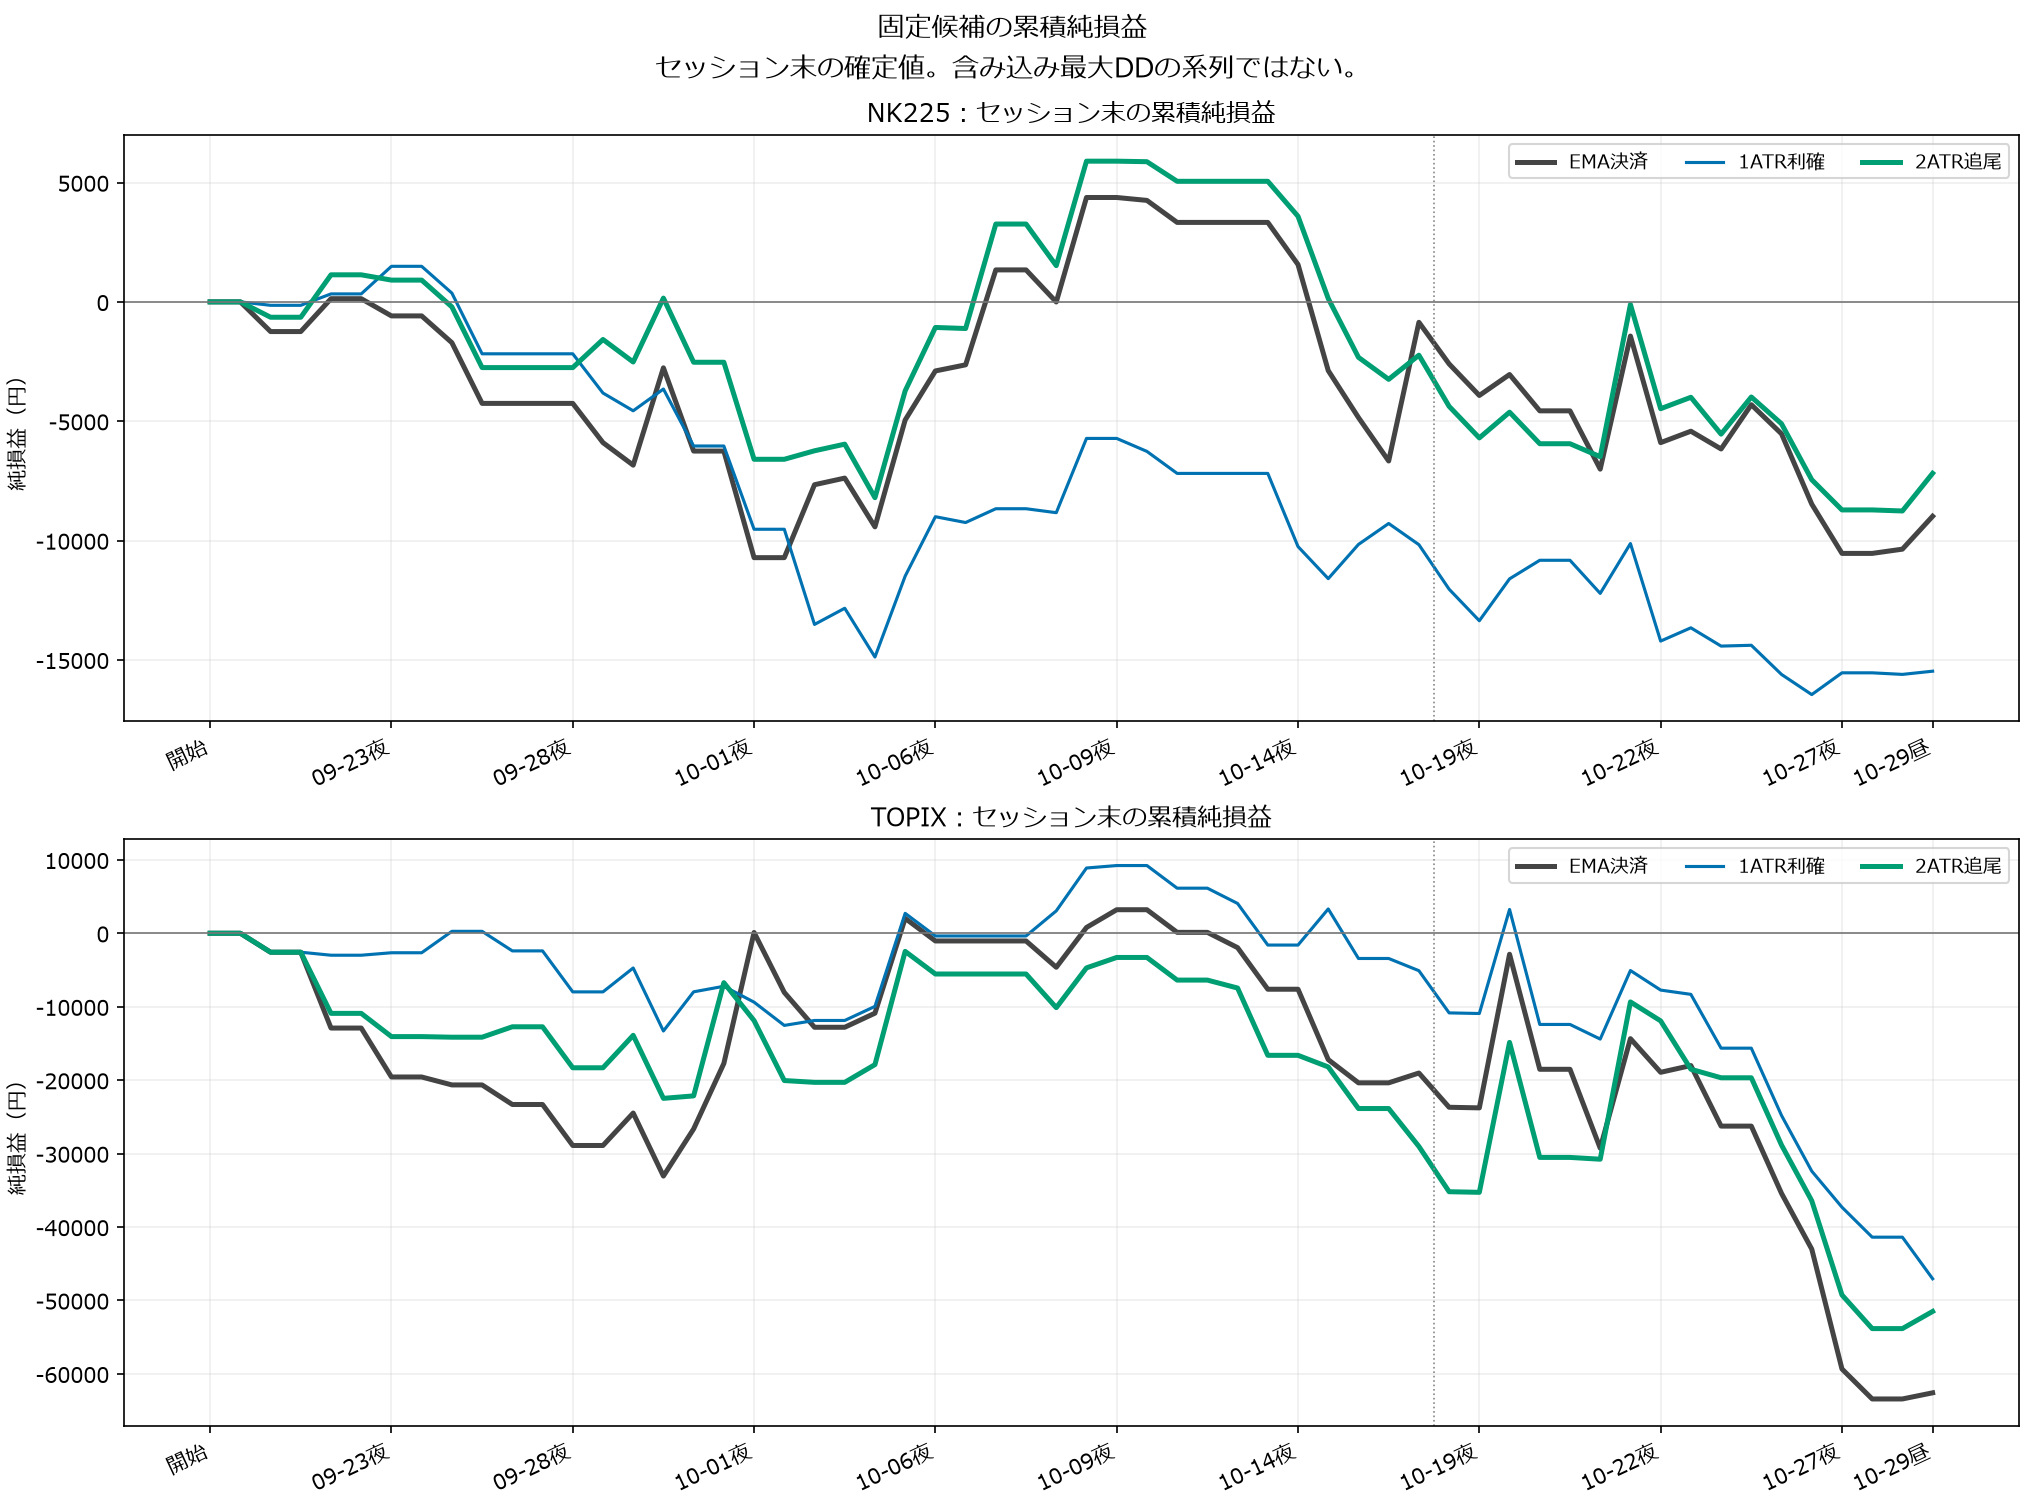 固定候補の累積純損益
セッション末の確定値。含み込み最大DDの系列ではない。
NK225：セッション末の累積純損益
EMA決済 1ATR利確 2ATR追尾
純損益（円）
5000
0
-5000
-10000
-15000
開始 09-23夜 09-28夜 10-01夜 10-06夜 10-09夜 10-14夜 10-19夜 10-22夜 10-27夜 10-29昼
TOPIX：セッション末の累積純損益
EMA決済 1ATR利確 2ATR追尾
純損益（円）
10000
0
-10000
-20000
-30000
-40000
-50000
-60000
開始 09-23夜 09-28夜 10-01夜 10-06夜 10-09夜 10-14夜 10-19夜 10-22夜 10-27夜 10-29昼